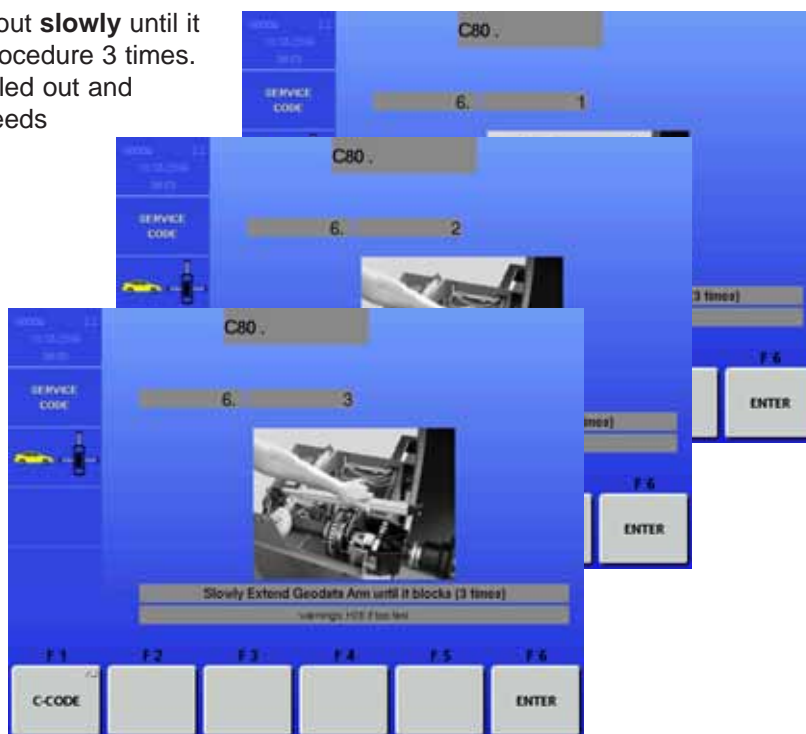 out slowly until it
ocedure 3 times.
led out and
eeds
C80 .
SERVICE
CODE
6. 1
(3 times)
F 6
ENTER
C80 .
SERVICE
CODE
6. 2
times)
F 6
ENTER
C80 .
SERVICE
CODE
6. 3
Slowly Extend Geodata Arm until it blocks (3 times)
F 1 F 2 F 3 F 4 F 5 F 6
C-CODE ENTER